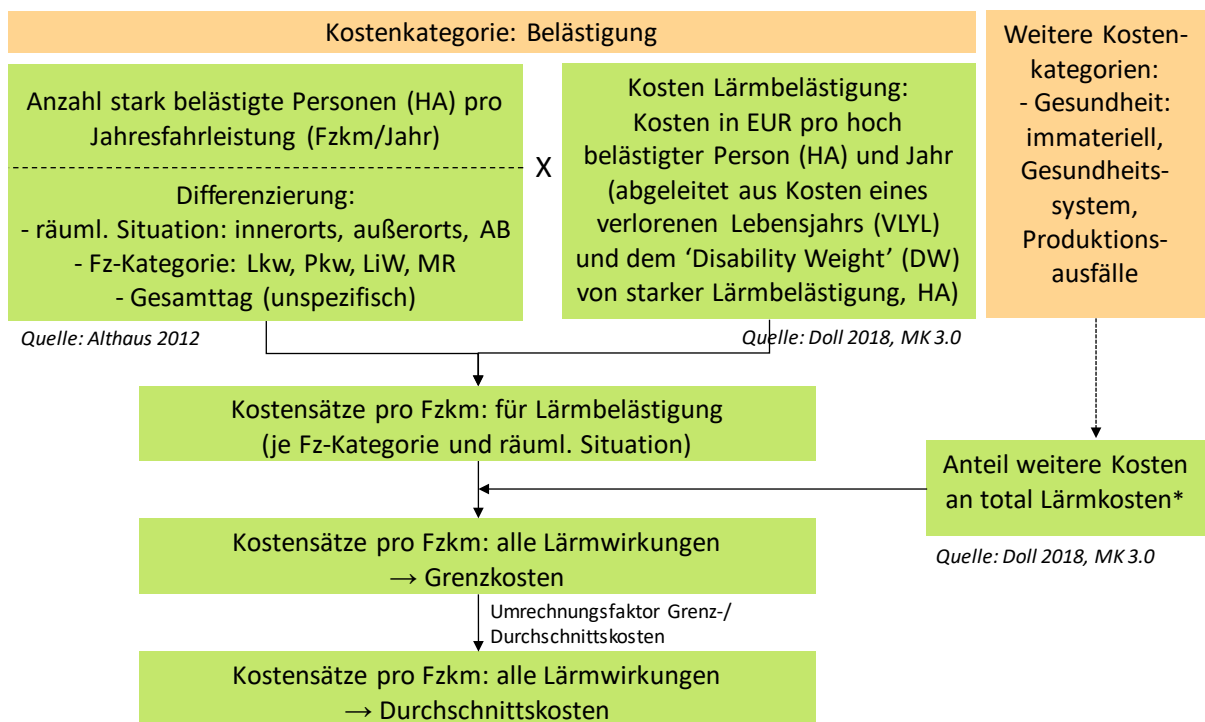 Kostenkategorie: Belästigung
Anzahl stark belästigte Personen (HA) pro
Jahresfahrleistung (Fzkm/Jahr)
Differenzierung:
- räuml. Situation: innerorts, außerorts, AB
- Fz-Kategorie: Lkw, Pkw, LiW, MR
- Gesamttag (unspezifisch)
Quelle: Althaus 2012
X
Kosten Lärmbelästigung:
Kosten in EUR pro hoch
belästigter Person (HA) und Jahr
(abgeleitet aus Kosten eines
verlorenen Lebensjahrs (VLYL)
und dem ‘Disability Weight’ (DW)
von starker Lärmbelästigung, HA)
Quelle: Doll 2018, MK 3.0
Weitere Kosten-
kategorien:
- Gesundheit:
immateriell,
Gesundheits-
system,
Produktions-
ausfälle
Kostensätze pro Fzkm: für Lärmbelästigung
(je Fz-Kategorie und räuml. Situation)
Anteil weitere Kosten
an total Lärmkosten*
Quelle: Doll 2018, MK 3.0
Kostensätze pro Fzkm: alle Lärmwirkungen
→ Grenzkosten
Umrechnungsfaktor Grenz-/
Durchschnittskosten
Kostensätze pro Fzkm: alle Lärmwirkungen
→ Durchschnittskosten